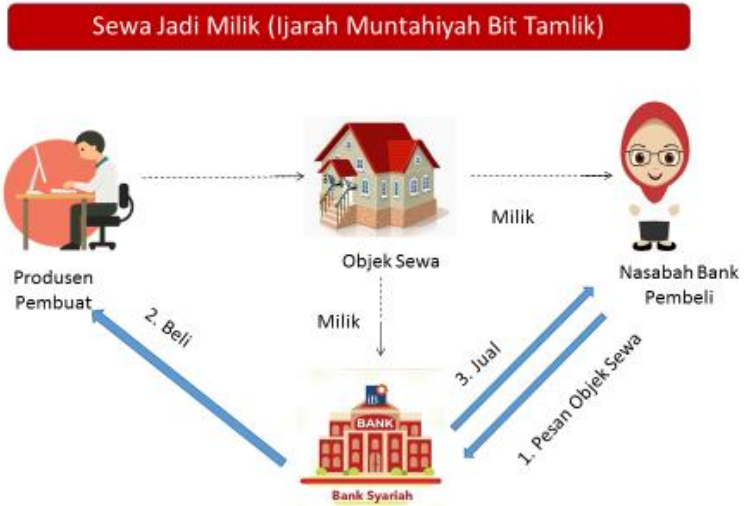 Sewa Jadi Milik (Ijarah Muntahiyah Bit Tamlik)
Milik
Objek Sewa
Produsen
Pembuat
Nasabah Bank
Pembeli
2. Beli
Milik
3. Jual
1. Pesan Objek Sewa
iB
BANK
Bank Syariah